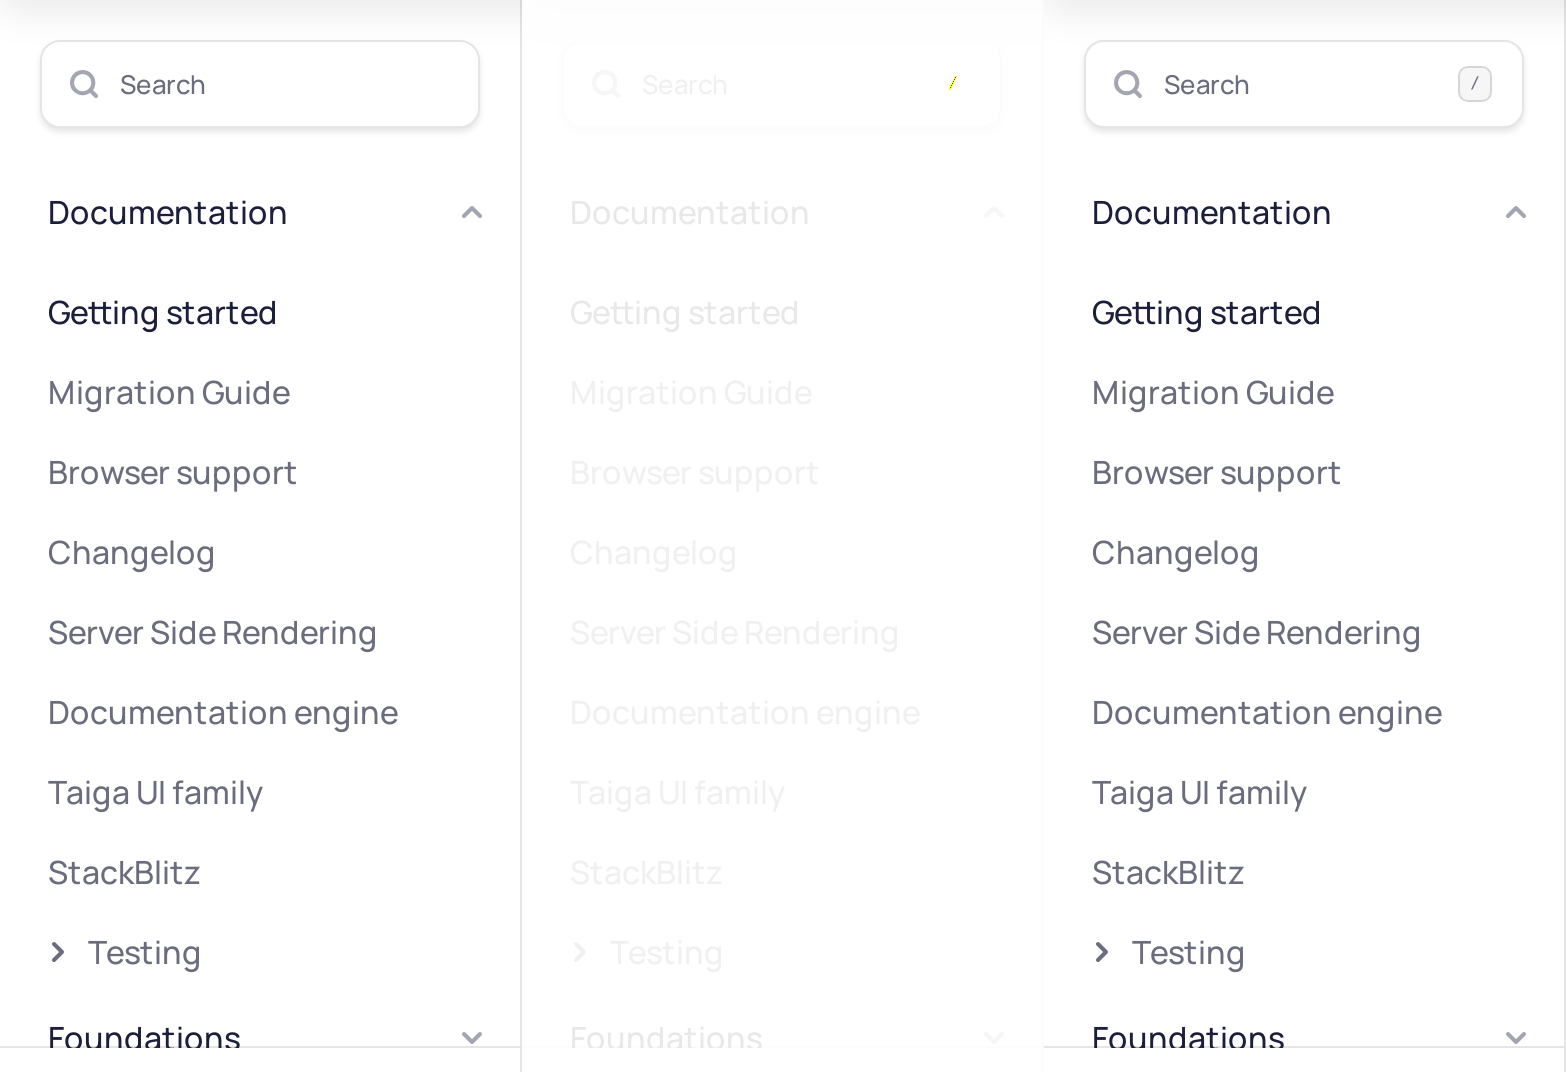 Search
Documentation
Getting started
Migration Guide
Browser support
Changelog
Server Side Rendering
Documentation engine
Taiga UI family
StackBlitz
Testing
Foundations
Search /
Documentation
Getting started
Migration Guide
Browser support
Changelog
Server Side Rendering
Documentation engine
Taiga UI family
StackBlitz
Testing
Foundations
Search /
Documentation
Getting started
Migration Guide
Browser support
Changelog
Server Side Rendering
Documentation engine
Taiga UI family
StackBlitz
Testing
Foundations